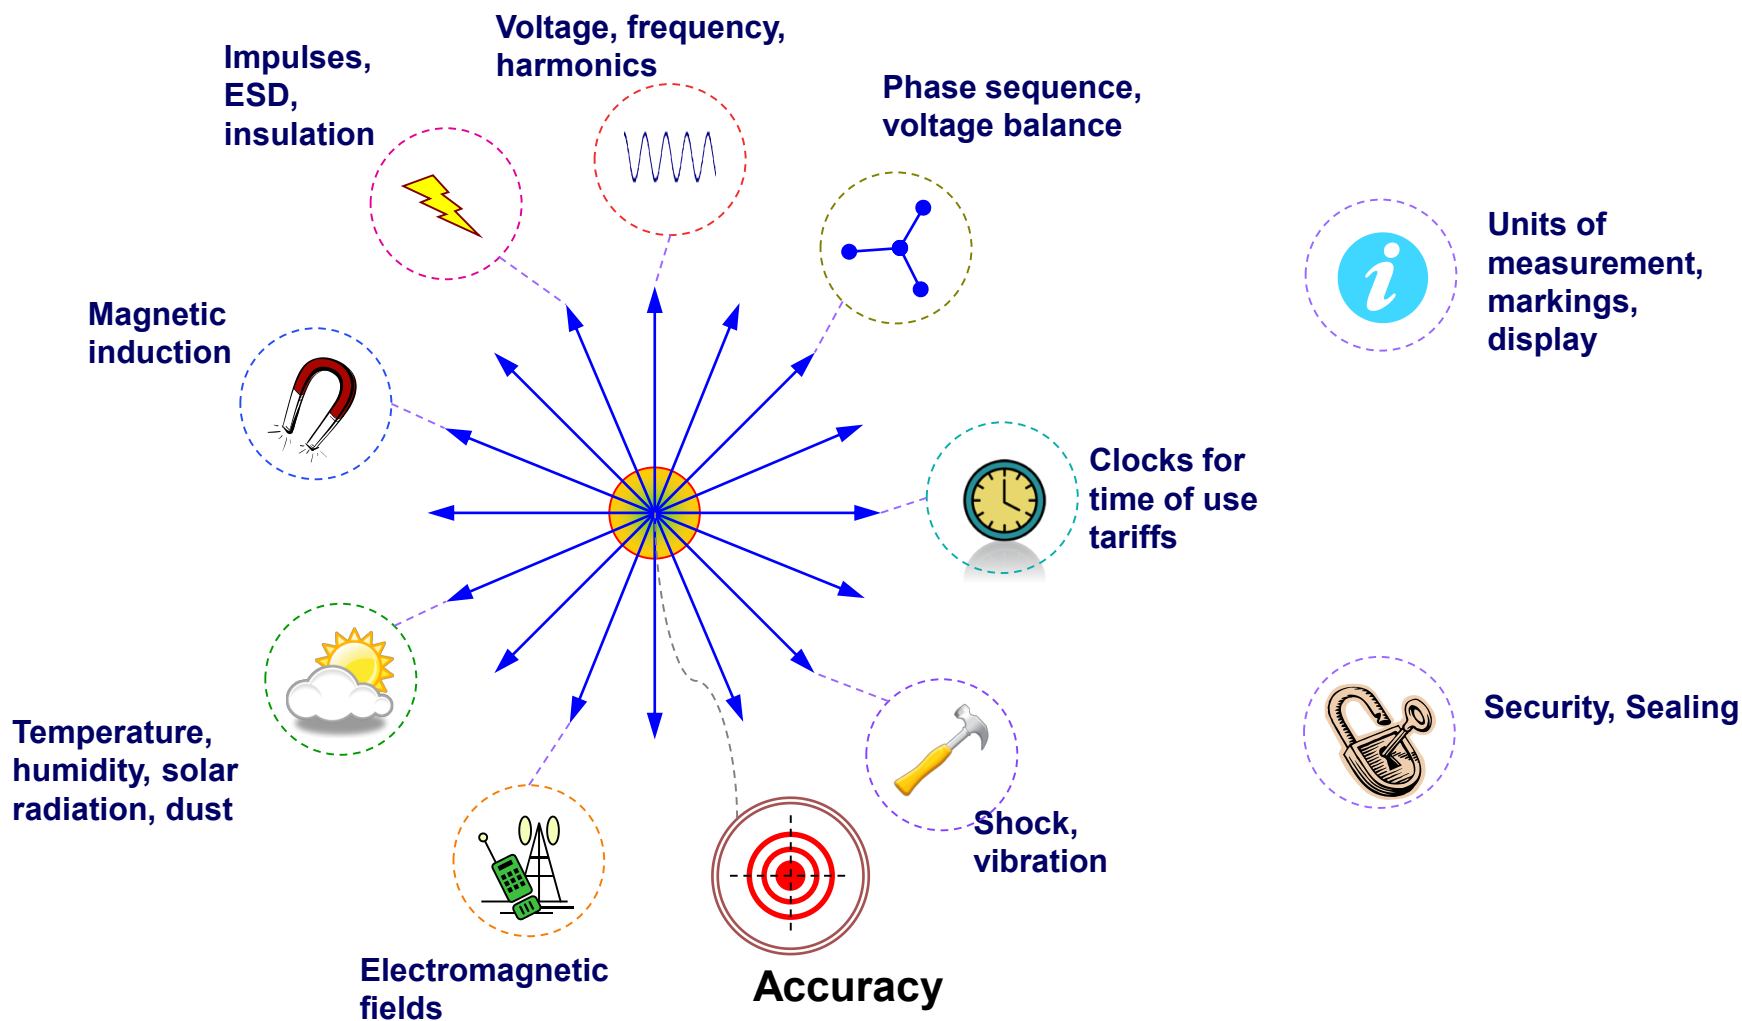 Voltage, frequency,
harmonics
Impulses,
ESD,
insulation
Phase sequence,
voltage balance
Units of
measurement,
markings,
display
Magnetic
induction
Clocks for
time of use
tariffs
Security, Sealing
Temperature,
humidity, solar
radiation, dust
Shock,
vibration
Electromagnetic
fields
Accuracy